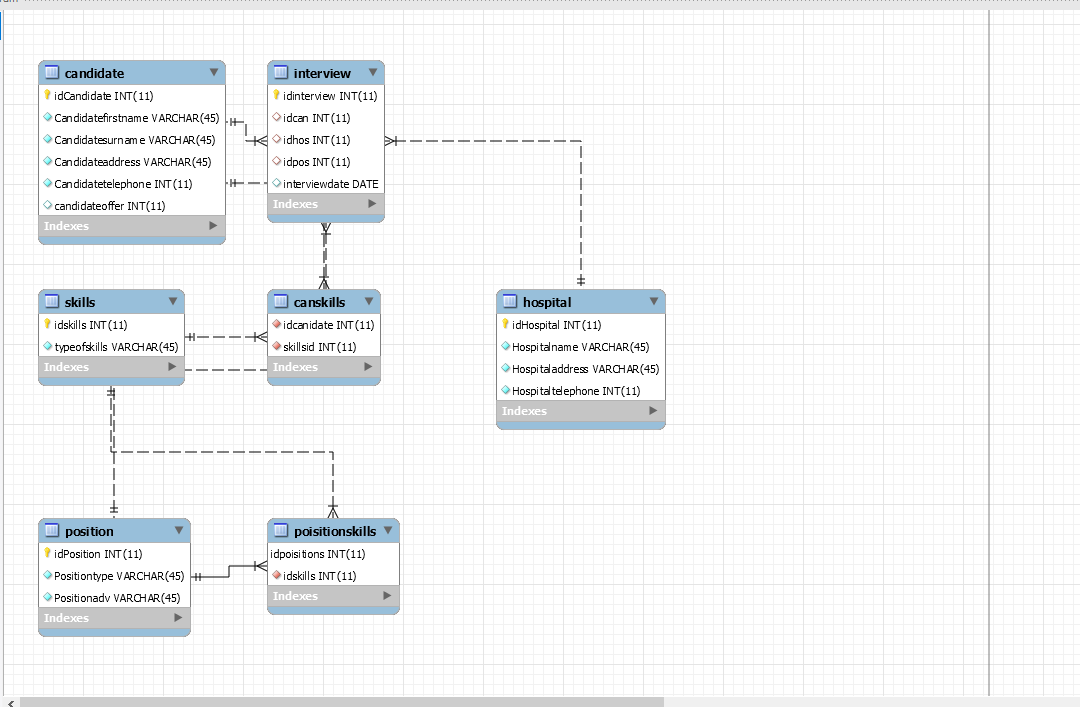 candidate
idCandidate INT(11)
Candidatefirstname VARCHAR(45)
Candidatesurname VARCHAR(45)
Candidateaddress VARCHAR(45)
Candidatetelephone INT(11)
candidateoffer INT(11)
Indexes
interview
idinterview INT(11)
idcan INT(11)
idhos INT(11)
idpos INT(11)
interviewdate DATE
Indexes
skills
idskills INT(11)
typeofskills VARCHAR(45)
Indexes
canskills
idcanidate INT(11)
skillsid INT(11)
Indexes
hospital
idHospital INT(11)
Hospitalname VARCHAR(45)
Hospitaladdress VARCHAR(45)
Hospitaltelephone INT(11)
Indexes
position
idPosition INT(11)
Positiontype VARCHAR(45)
Positionadv VARCHAR(45)
Indexes
poisitionskills
idpoisitions INT(11)
idskills INT(11)
Indexes